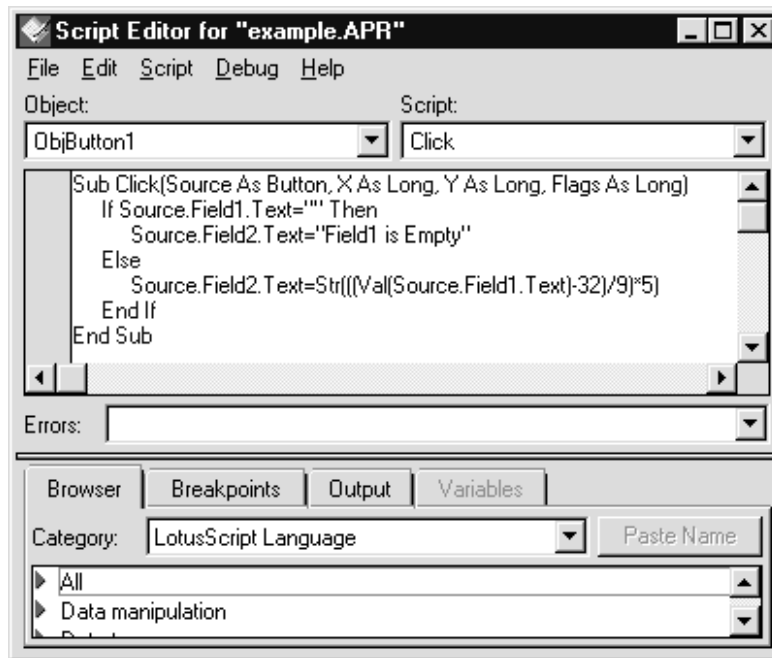 Script Editor for "example.APR"
File Edit Script Debug Help
Object: Script:
ObjButton1 Click
Sub Click(Source As Button, X As Long, Y As Long, Flags As Long)
If Source.Field1.Text="" Then
Source.Field2.Text="Field1 is Empty"
Else
Source.Field2.Text=Str(((Val(Source.Field1.Text)-32)/9)*5)
End If
End Sub
Errors:
Browser Breakpoints Output Variables
Category: LotusScript Language Paste Name
All
Data manipulation